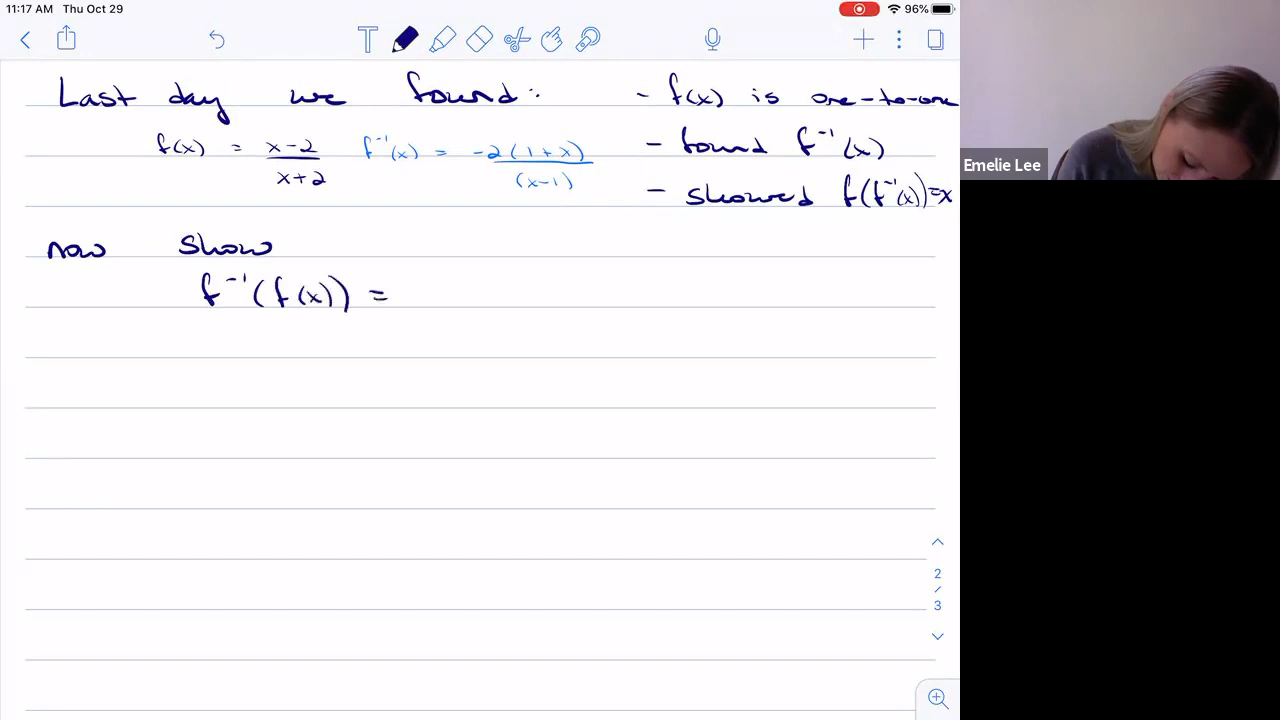 11:17 AM Thu Oct 29
96%
Last day we found: - f(x) is one-to-one
f(x) = x-2 / x+2 f⁻¹(x) = -2(1+x) / (x-1) - found f⁻¹(x)
- showed f(f⁻¹(x))=x
now show
f⁻¹(f(x)) =
Emelie Lee
2
/
3